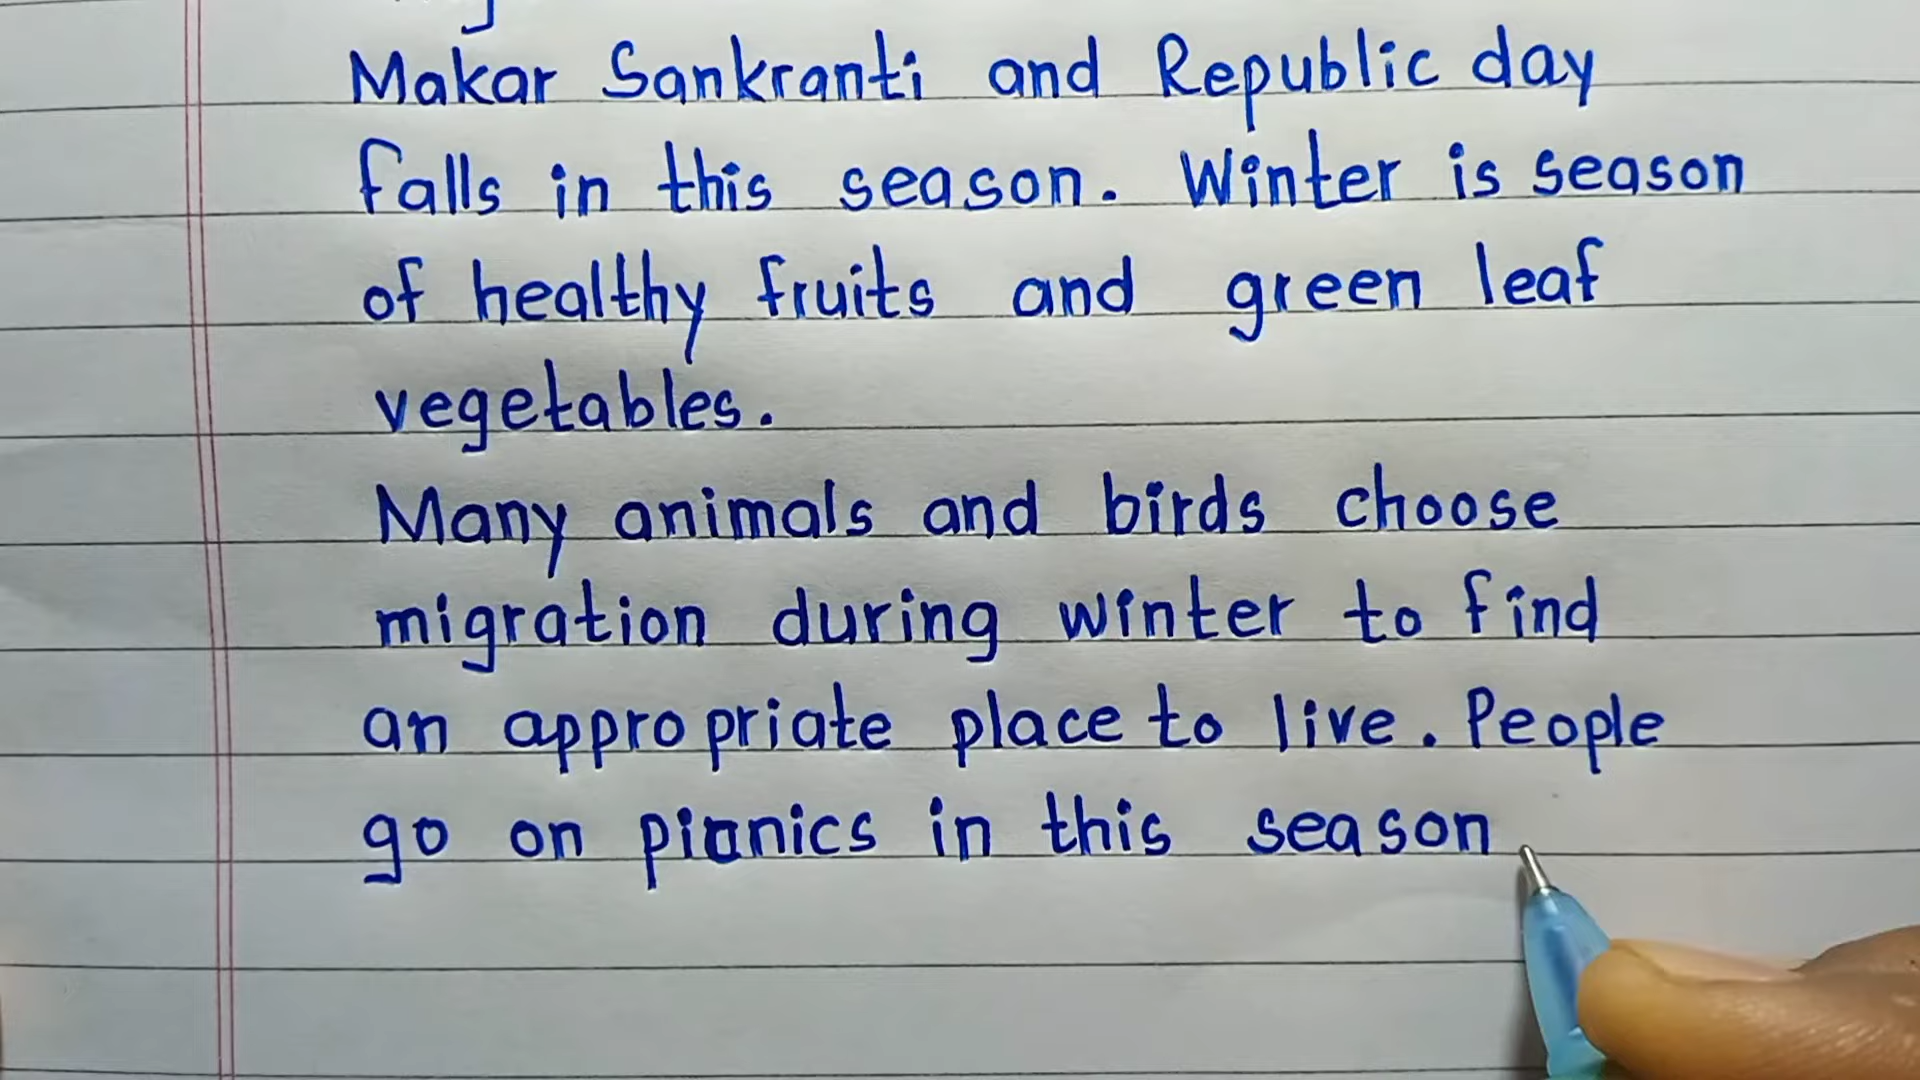 Makar Sankranti and Republic day
falls in this season. Winter is season
of healthy fruits and green leaf
vegetables.
Many animals and birds choose
migration during winter to find
an appropriate place to live. People
go on picnics in this season